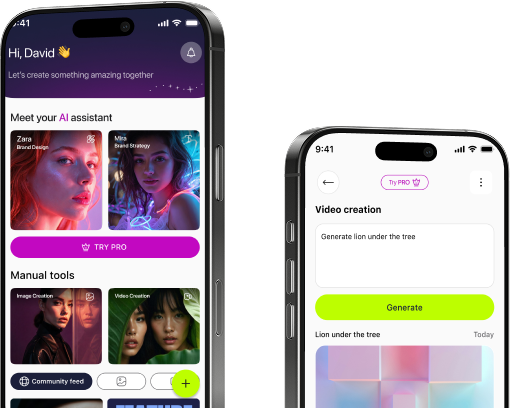 9:41
Hi, David 👋
Let's create something amazing together
Meet your AI assistant
Zara
Brand Design
Mira
Brand Strategy
TRY PRO
Manual tools
Image Creation
Video Creation
Community feed
9:41
Try PRO
Video creation
Generate lion under the tree
Generate
Lion under the tree
Today